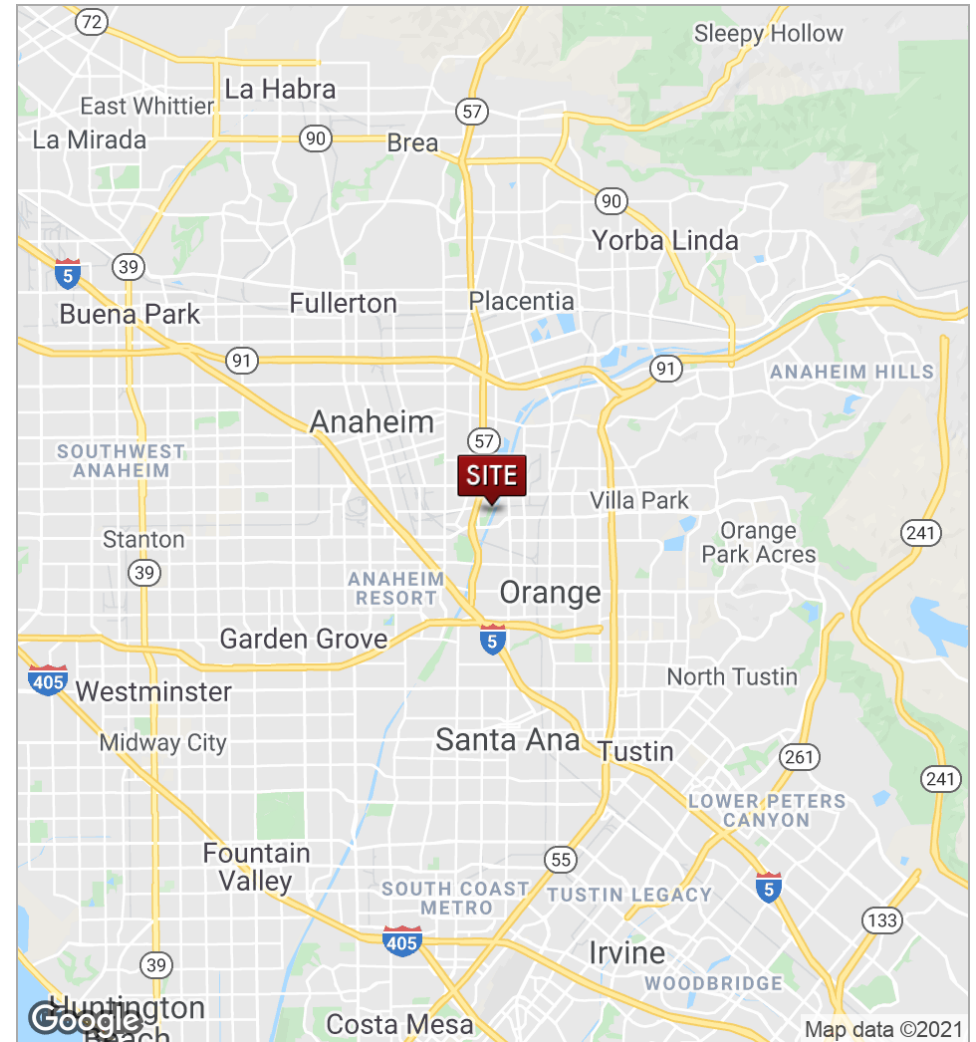 72
Sleepy Hollow
La Habra
East Whittier
57
La Mirada
90
Brea
90
Yorba Linda
39
5
Buena Park
Fullerton
Placentia
91
91
ANAHEIM HILLS
Anaheim
57
SOUTHWEST
ANAHEIM
SITE
Villa Park
Stanton
Orange
Park Acres
241
39
ANAHEIM
RESORT
Orange
Garden Grove
5
405
Westminster
North Tustin
Midway City
Santa Ana
Tustin
261
241
LOWER PETERS
CANYON
Fountain
Valley
55
SOUTH COAST
METRO
TUSTIN LEGACY
5
133
405
Irvine
39
WOODBRIDGE
Huntington
Beach
Google
Costa Mesa
Map data ©2021